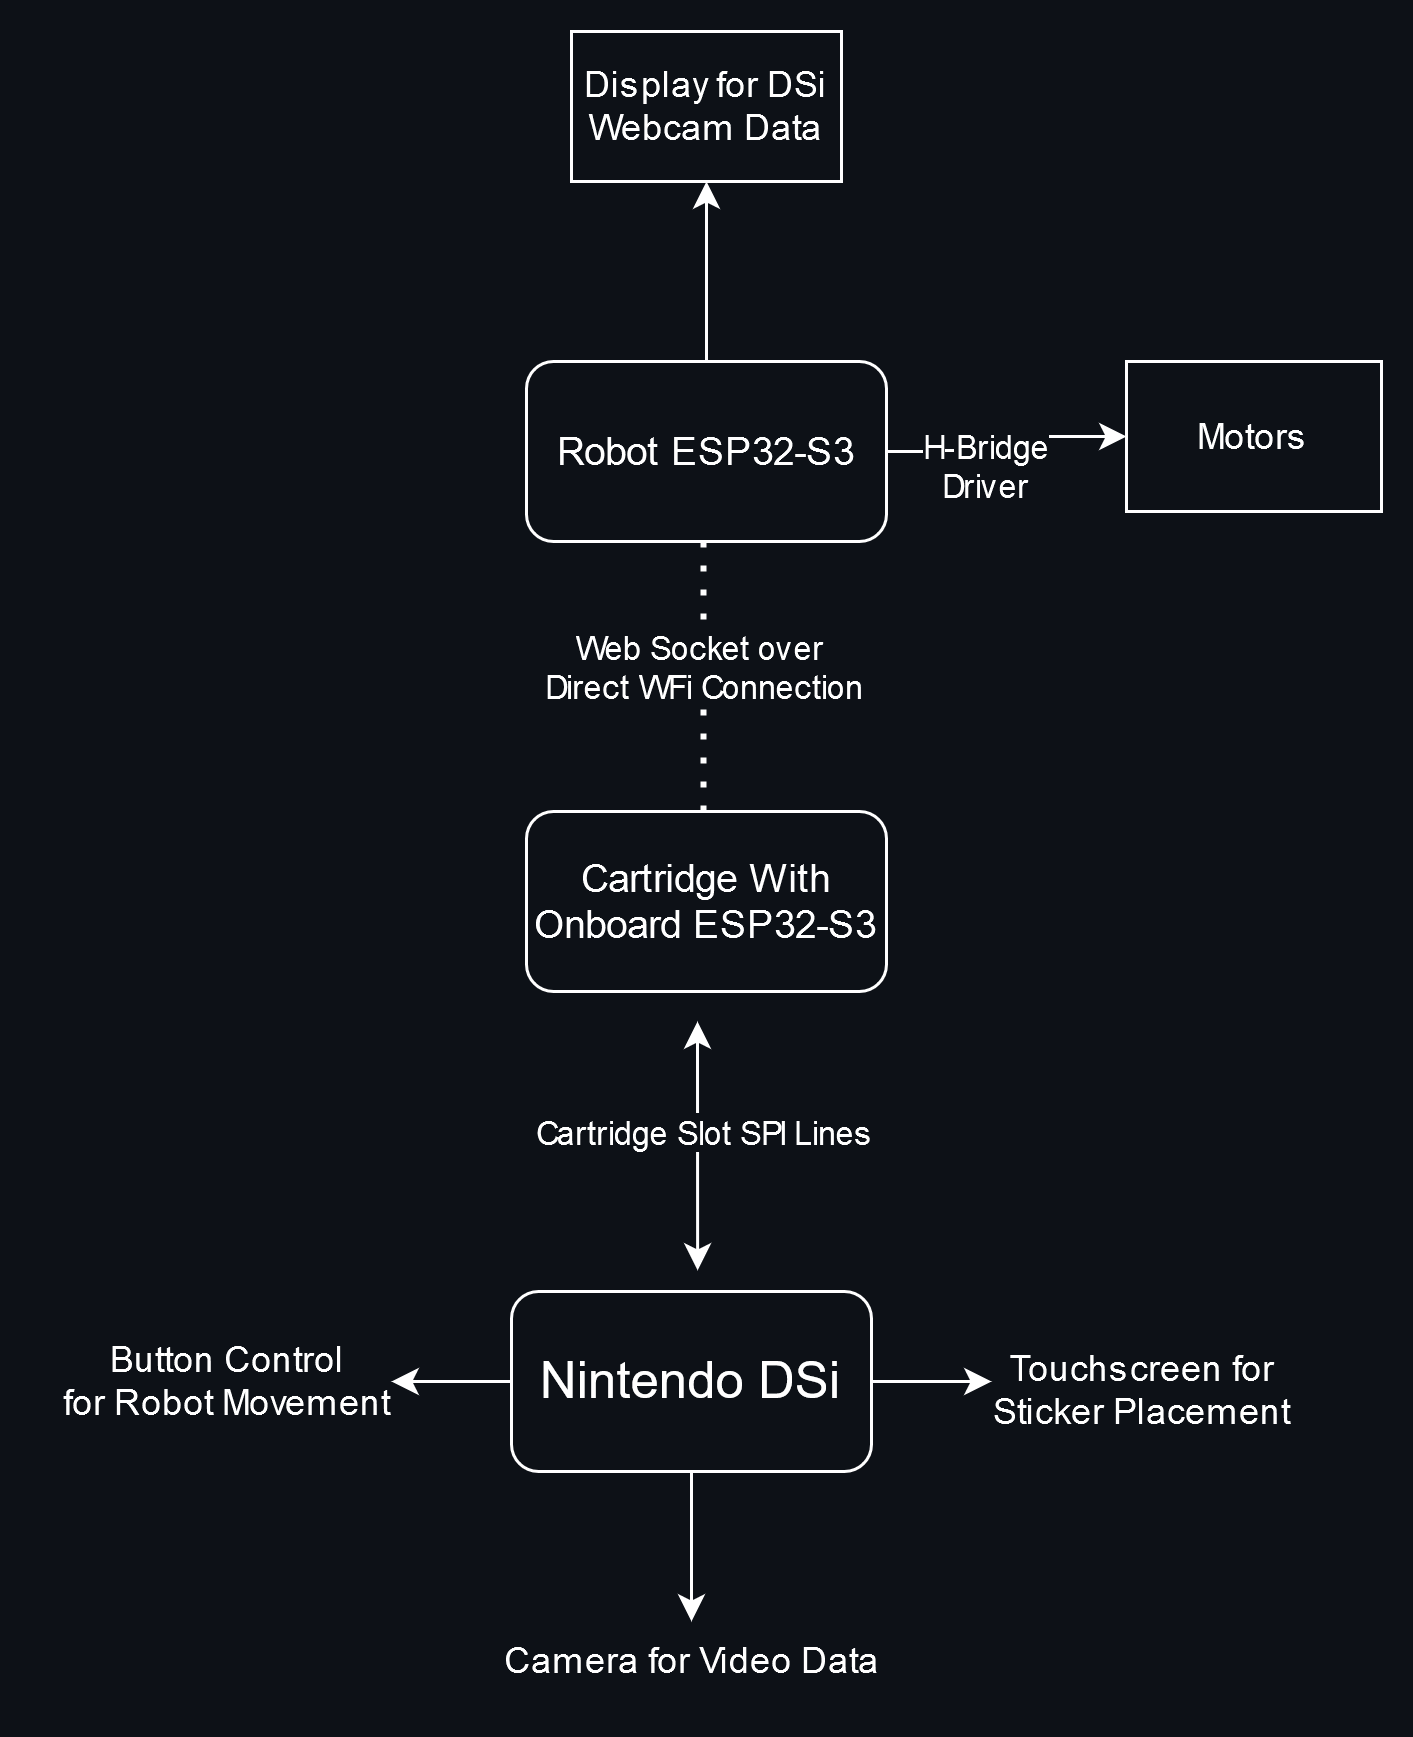 Display for DSi
Webcam Data
Robot ESP32-S3
H-Bridge
Driver
Motors
Web Socket over
Direct WiFi Connection
Cartridge With
Onboard ESP32-S3
Cartridge Slot SPI Lines
Button Control
for Robot Movement
Nintendo DSi
Touchscreen for
Sticker Placement
Camera for Video Data